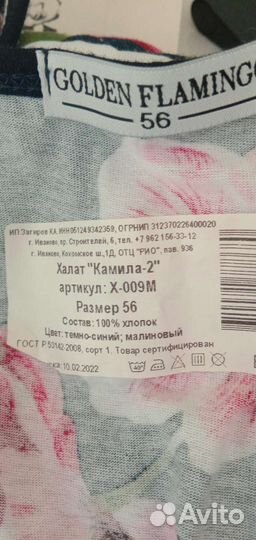 GOLDEN FLAMINGO
56
ИП Загиров К.А. ИНН051249342359, ОГРНИП 312370226400020
г. Иваново, пр. Строителей, 6, тел. +7 962 156-33-12
г. Иваново, Кохомское ш., 1Д, ОТЦ "РИО", пав. 936
Халат "Камила-2"
артикул: Х-009М
Размер 56
Состав: 100% хлопок
Цвет: темно-синий; малиновый
ГОСТ Р 50142-2008, сорт 1. Товар сертифицирован
10.02.2022
40°
Avito